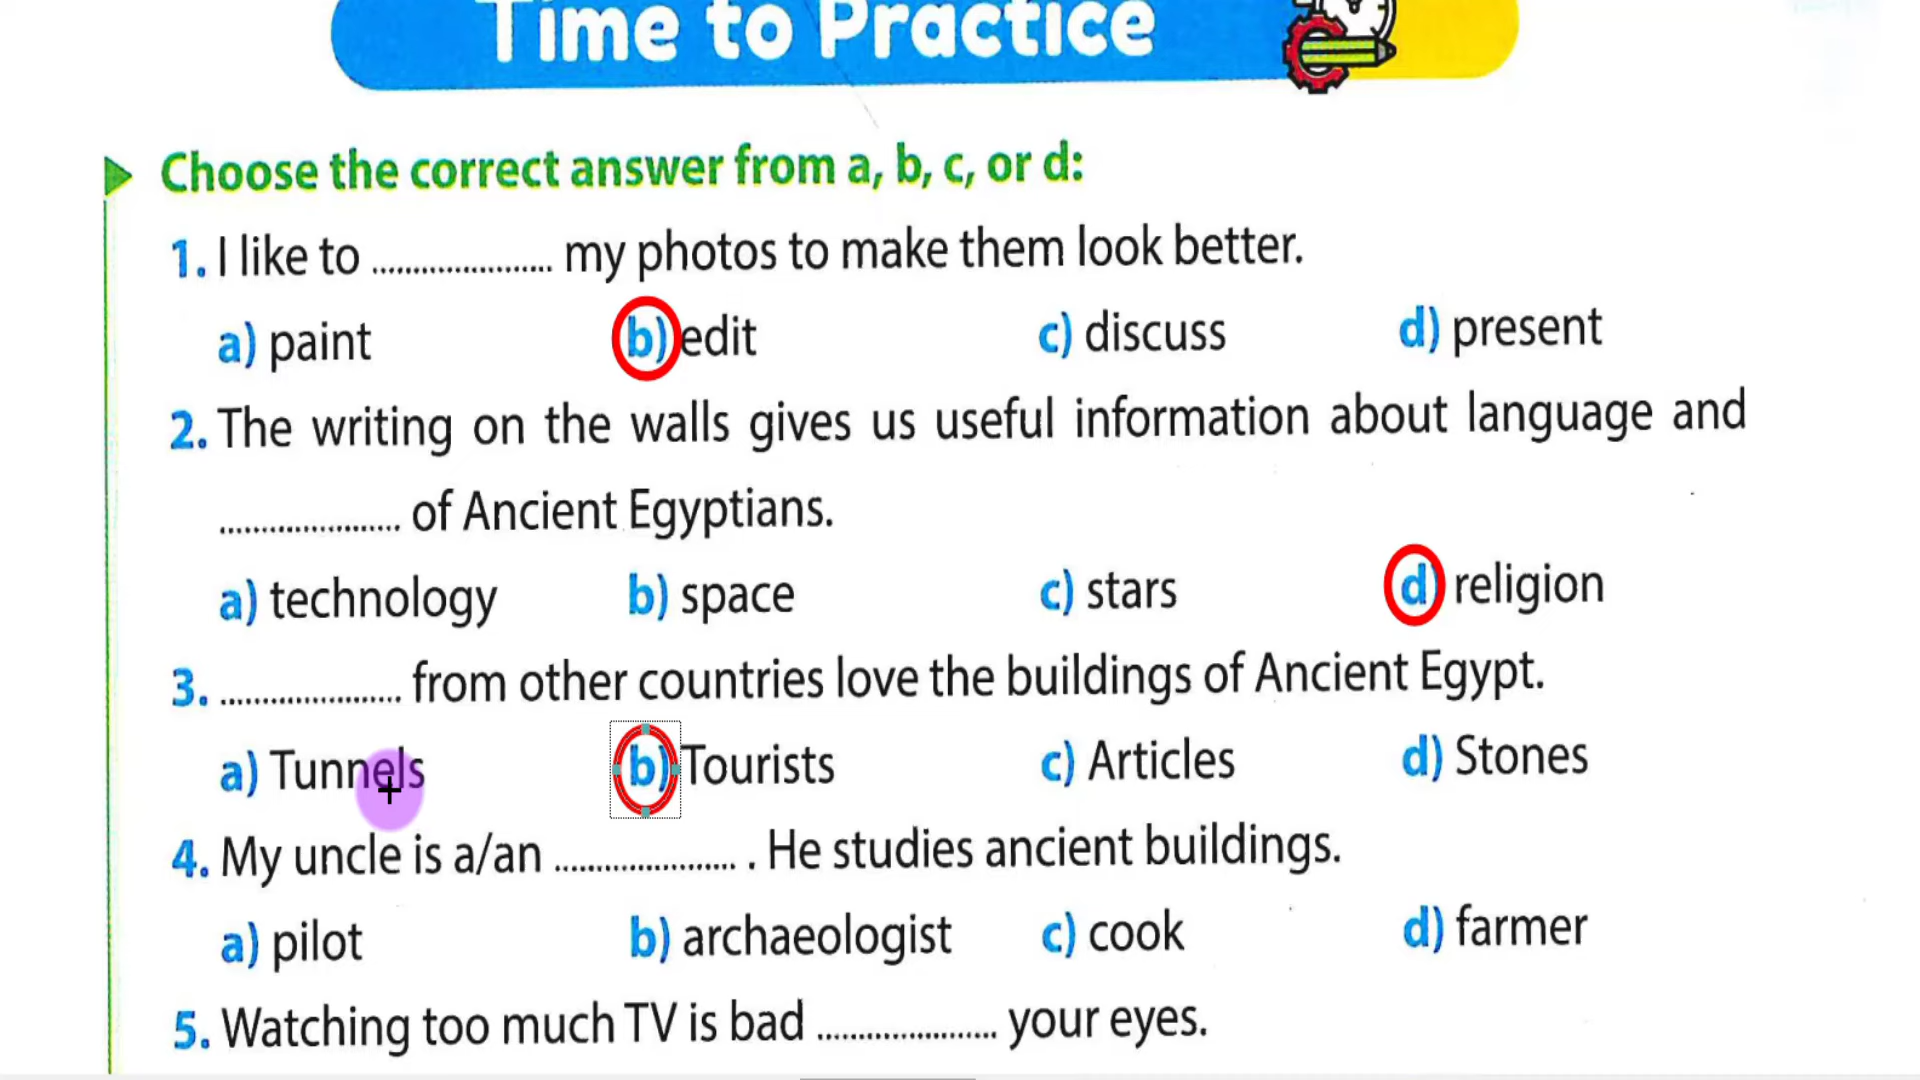 Time to Practice
Choose the correct answer from a, b, c, or d:
1. I like to ...................... my photos to make them look better.
a) paint b) edit c) discuss d) present
2. The writing on the walls gives us useful information about language and
...................... of Ancient Egyptians.
a) technology b) space c) stars d) religion
3. ...................... from other countries love the buildings of Ancient Egypt.
a) Tunnels b) Tourists c) Articles d) Stones
4. My uncle is a/an ...................... . He studies ancient buildings.
a) pilot b) archaeologist c) cook d) farmer
5. Watching too much TV is bad ...................... your eyes.